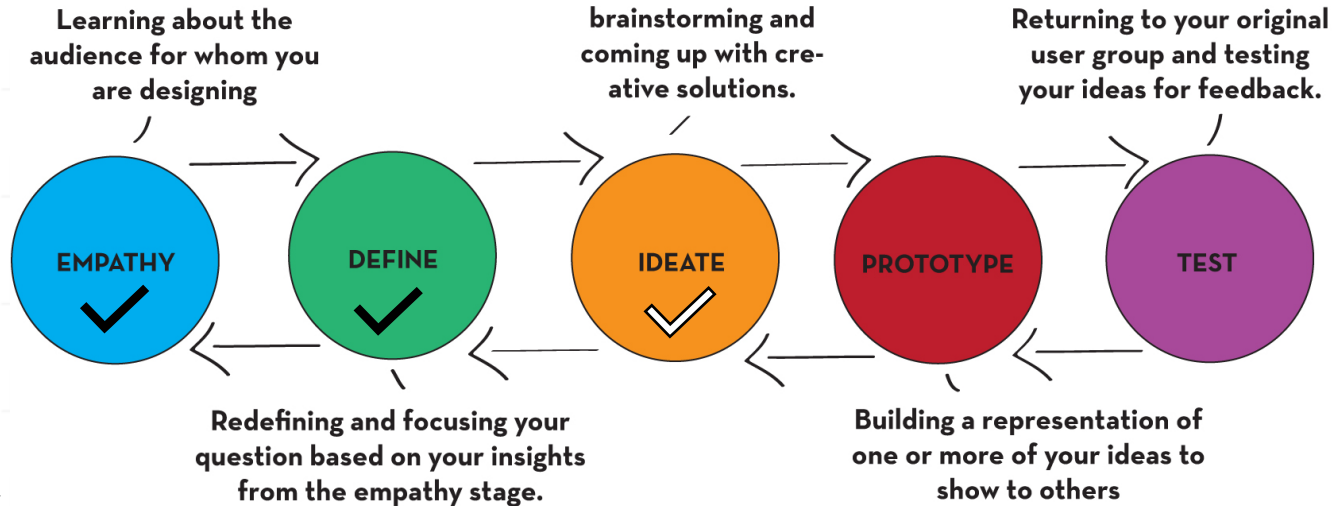 Learning about the
audience for whom you
are designing
brainstorming and
coming up with cre-
ative solutions.
Returning to your original
user group and testing
your ideas for feedback.
EMPATHY
DEFINE
IDEATE
PROTOTYPE
TEST
Redefining and focusing your
question based on your insights
from the empathy stage.
Building a representation of
one or more of your ideas to
show to others